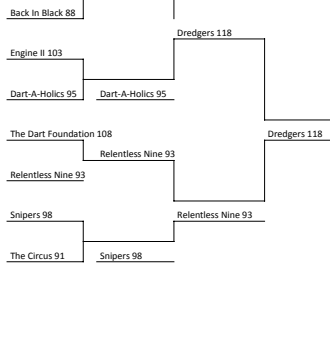 Back In Black 88
Dredgers 118
Engine II 103
Dart-A-Holics 95
Dart-A-Holics 95
The Dart Foundation 108
Dredgers 118
Relentless Nine 93
Relentless Nine 93
Snipers 98
Relentless Nine 93
The Circus 91
Snipers 98